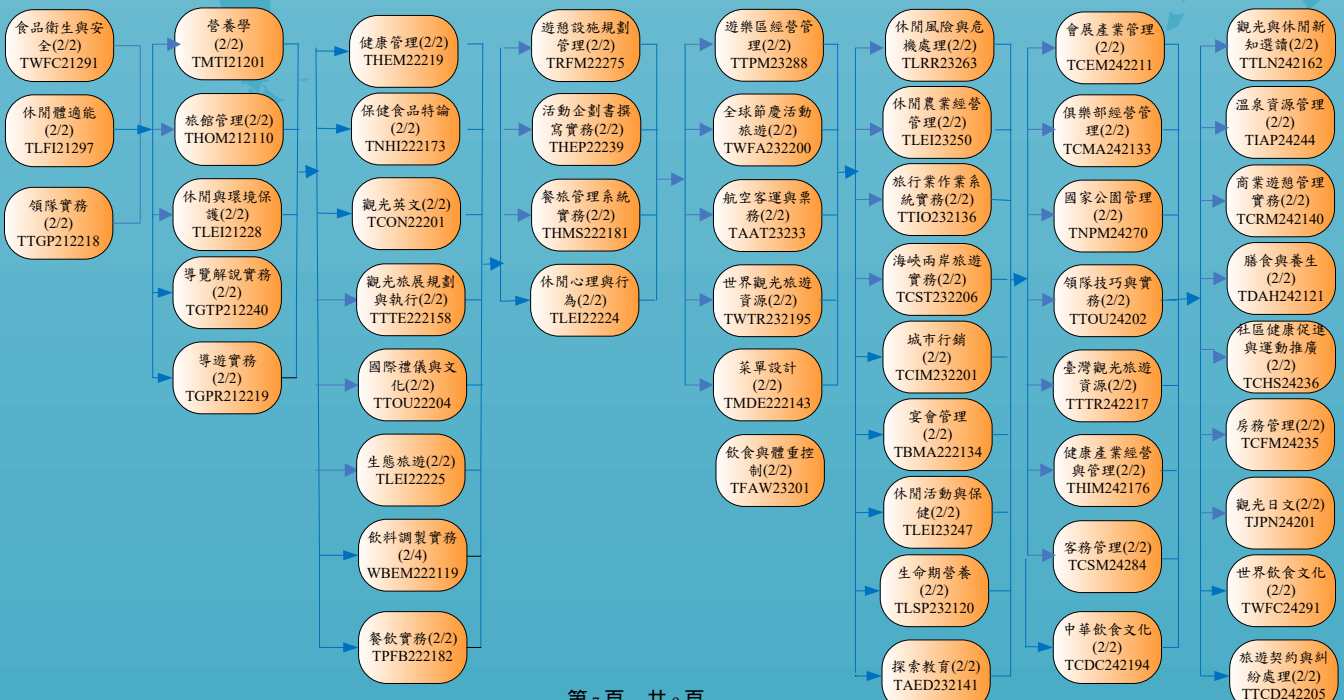 食品衛生與安
全(2/2)
TWFC21291
休閒體適能
(2/2)
TLFI21297
領隊實務
(2/2)
TTGP212218
營養學
(2/2)
TMTI21201
旅館管理(2/2)
THOM212110
休閒與環境保
護(2/2)
TLEI21228
導覽解說實務
(2/2)
TGTP212240
導遊實務
(2/2)
TGPR212219
健康管理(2/2)
THEM22219
保健食品特論
(2/2)
TNHI222173
觀光英文(2/2)
TCON22201
觀光旅展規劃
與執行(2/2)
TTTE222158
國際禮儀與文
化(2/2)
TTOU22204
生態旅遊(2/2)
TLEI22225
飲料調製實務
(2/4)
WBEM222119
餐飲實務(2/2)
TPFB222182
遊憩設施規劃
管理(2/2)
TRFM22275
活動企劃書撰
寫實務(2/2)
THEP22239
餐旅管理系統
實務(2/2)
THMS222181
休閒心理與行
為(2/2)
TLEI22224
遊樂區經營管
理(2/2)
TTPM23288
全球節慶活動
旅遊(2/2)
TWFA232200
航空客運與票
務(2/2)
TAAT23233
世界觀光旅遊
資源(2/2)
TWTR232195
菜單設計
(2/2)
TMDE222143
飲食與體重控
制(2/2)
TFAW23201
休閒風險與危
機處理(2/2)
TLRR23263
休閒農業經營
管理(2/2)
TLEI23250
旅行業作業系
統實務(2/2)
TTIO232136
海峽兩岸旅遊
實務(2/2)
TCST232206
城市行銷
(2/2)
TCIM232201
宴會管理
(2/2)
TBMA222134
休閒活動與保
健(2/2)
TLEI23247
生命期營養
(2/2)
TLSP232120
探索教育(2/2)
TAED232141
會展產業管理
(2/2)
TCEM242211
俱樂部經營管
理(2/2)
TCMA242133
國家公園管理
(2/2)
TNPM24270
領隊技巧與實
務(2/2)
TTOU24202
臺灣觀光旅遊
資源(2/2)
TTTR242217
健康產業經營
與管理(2/2)
THIM242176
客務管理(2/2)
TCSM24284
中華飲食文化
(2/2)
TCDC242194
觀光與休閒新
知選讀(2/2)
TTLN242162
溫泉資源管理
(2/2)
TIAP24244
商業遊憩管理
實務(2/2)
TCRM242140
膳食與養生
(2/2)
TDAH242121
社區健康促進
與運動推廣
(2/2)
TCHS24236
房務管理(2/2)
TCFM24235
觀光日文(2/2)
TJPN24201
世界飲食文化
(2/2)
TWFC24291
旅遊契約與糾
紛處理(2/2)
TTCD242205